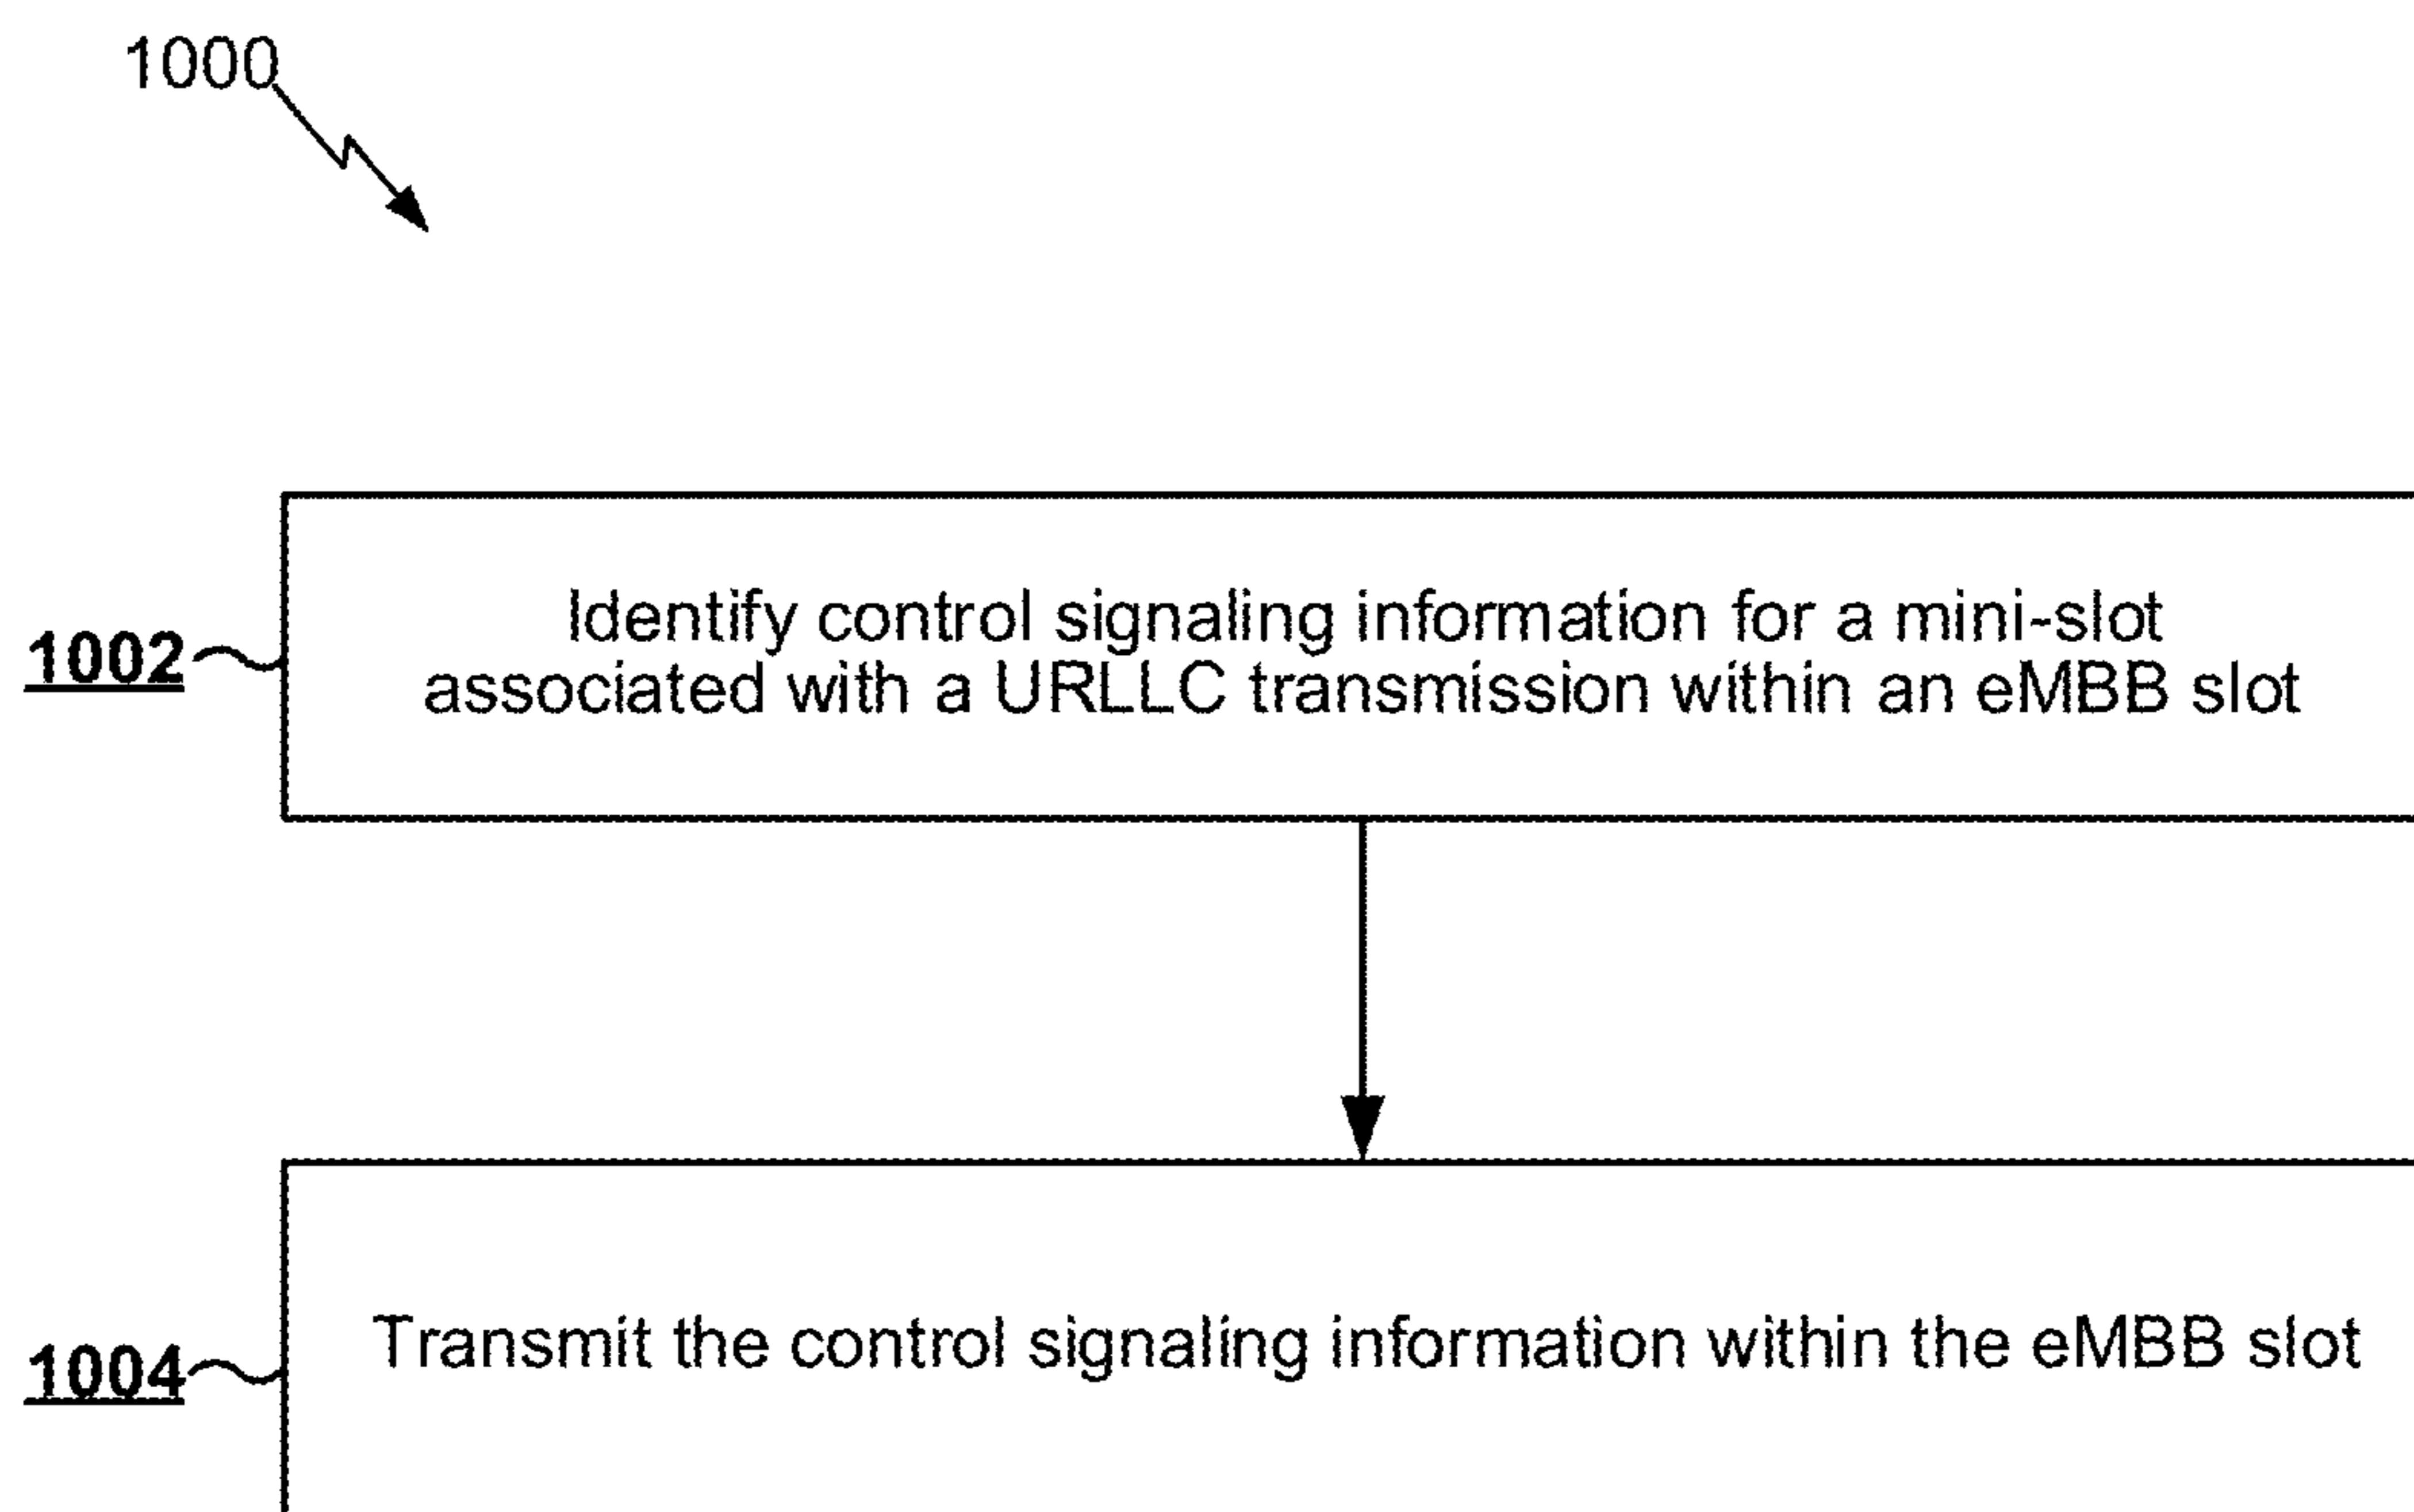 1000
1002
Identify control signaling information for a mini-slot
associated with a URLLC transmission within an eMBB slot
1004
Transmit the control signaling information within the eMBB slot